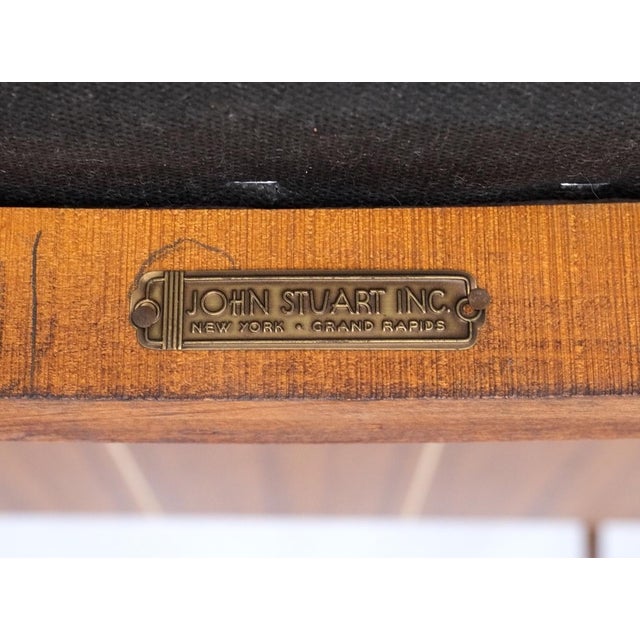 JOHN STUART INC.
NEW YORK · GRAND RAPIDS